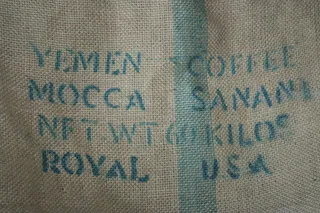 YEMEN COFFEE
MOCCA SANANI
NET WT 60 KILOS
ROYAL USA